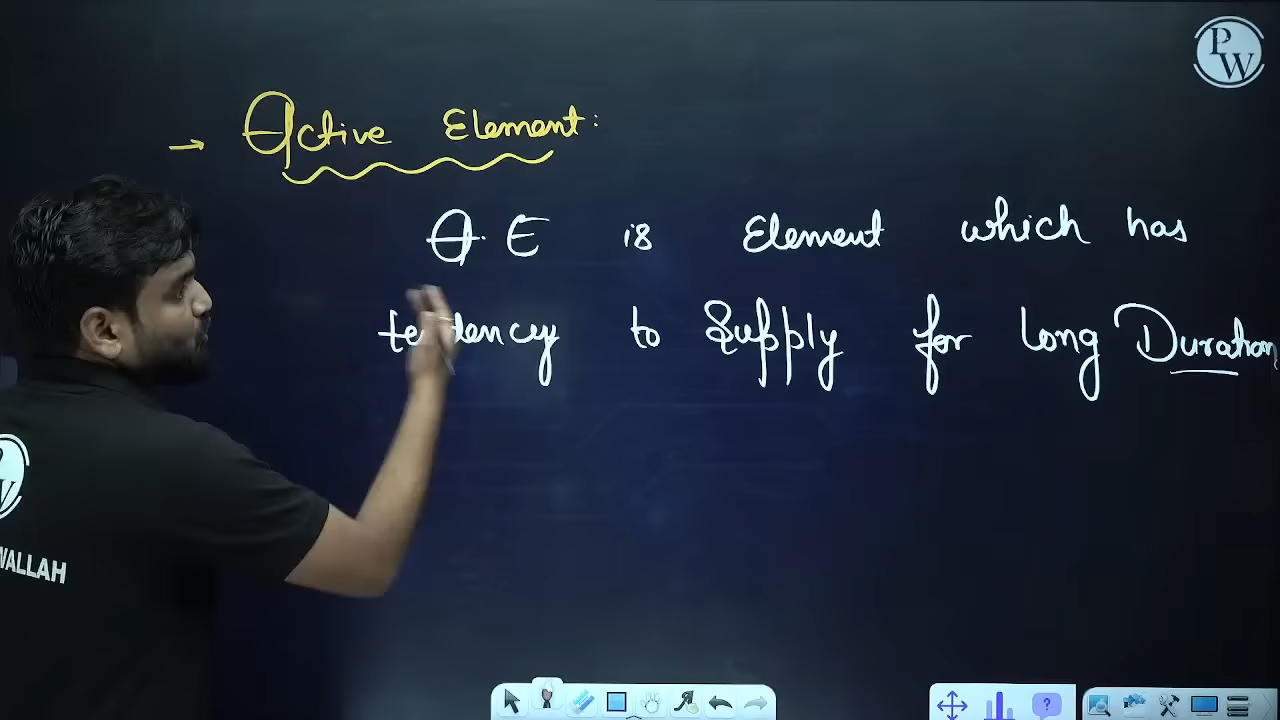 PW
→ Active Element:
A. E is Element which has
tendency to Supply for long Duration
WALLAH